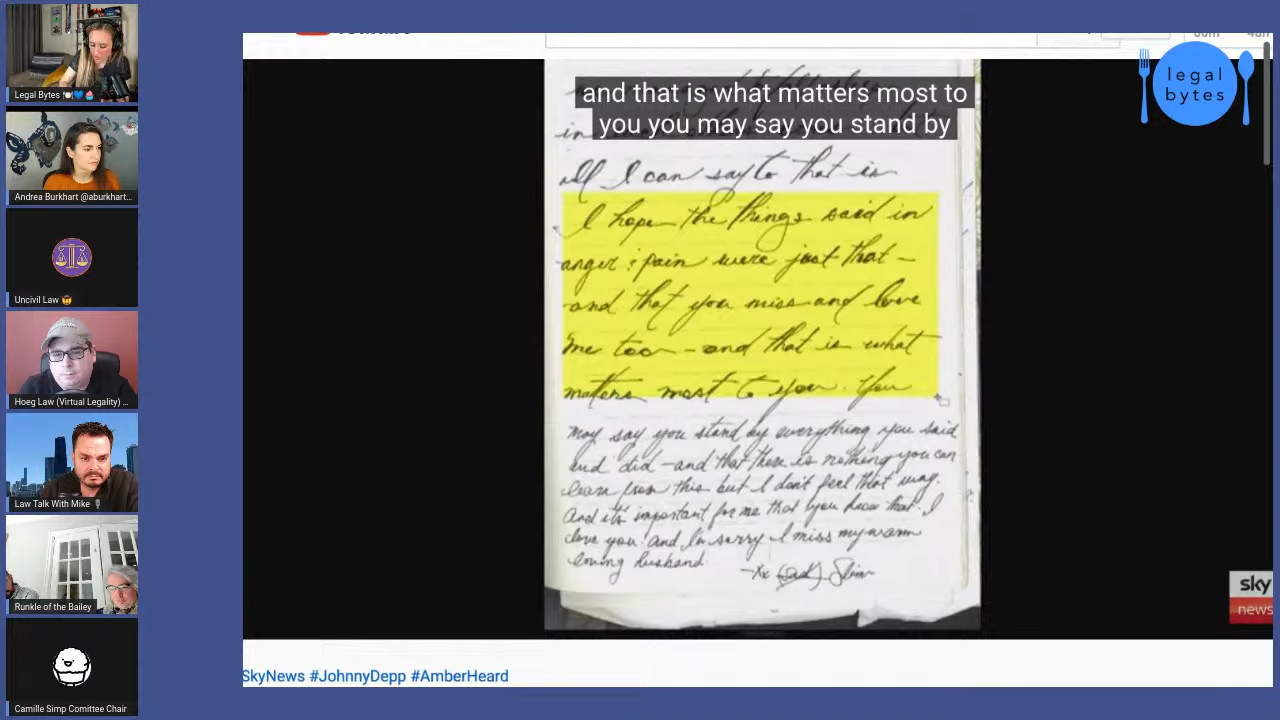 Legal Bytes 🍽️💙🧁
Andrea Burkhart @aburkhart...
Uncivil Law 🤠
Hoeg Law (Virtual Legality) ...
Law Talk With Mike 🎙️
Runkle of the Bailey
Camille Simp Comittee Chair
legal
bytes
and that is what matters most to
you you may say you stand by
in
all I can say to that is
I hope the things said in
anger & pain were just that –
and that you miss and love
me too – and that is what
matters most to you. You
may say you stand by everything you said
and did – and that there is nothing you can
learn from this but I don't feel that way.
And it's important for me that you know that. I
love you. and I'm sorry. I miss my warm
loving husband.
–Xx Slim
sky
news
SkyNews #JohnnyDepp #AmberHeard